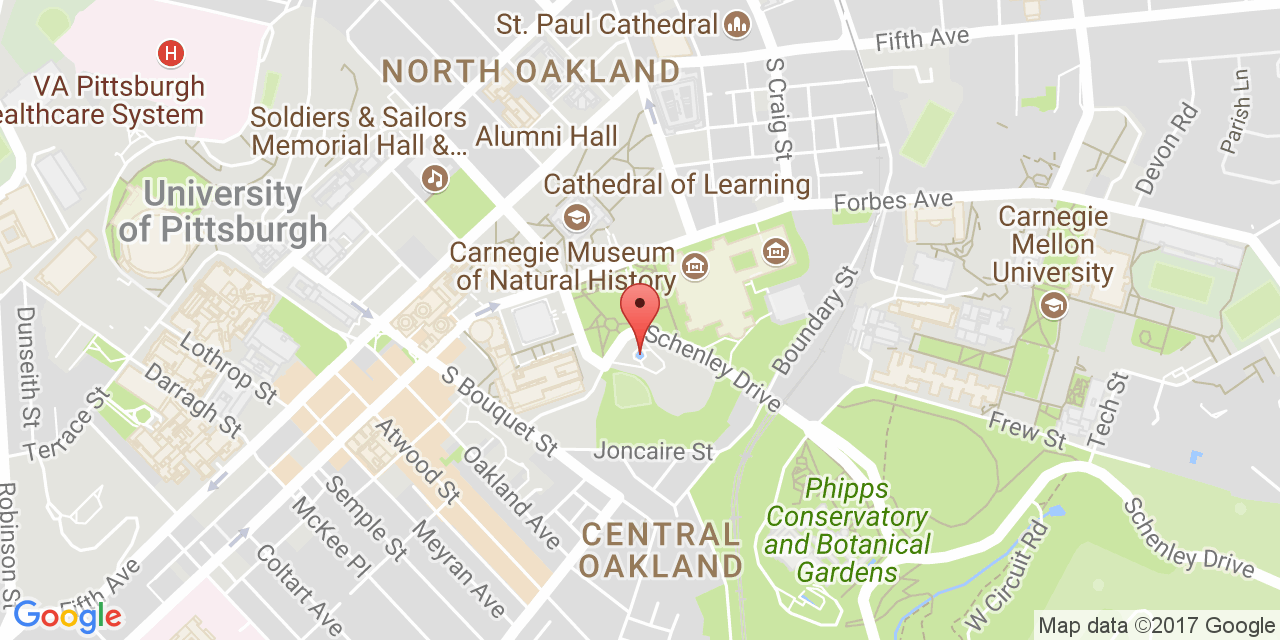 St. Paul Cathedral
Fifth Ave
NORTH OAKLAND
H
VA Pittsburgh
ealthcare System
S Craig St
Parish Ln
Devon Rd
Soldiers & Sailors
Memorial Hall &...
Alumni Hall
University
of Pittsburgh
Cathedral of Learning
Forbes Ave
Carnegie
Mellon
University
Carnegie Museum
of Natural History
Boundary St
Schenley Drive
Dunseith St
Lothrop St
Darragh St
Terrace St
S Bouquet St
Atwood St
Oakland Ave
Joncaire St
Frew St
Tech St
Semple St
McKee Pl
Meyran Ave
Coltart Ave
Robinson St
Fifth Ave
CENTRAL
OAKLAND
Phipps
Conservatory
and Botanical
Gardens
W Circuit Rd
Schenley Drive
Google
Map data ©2017 Google